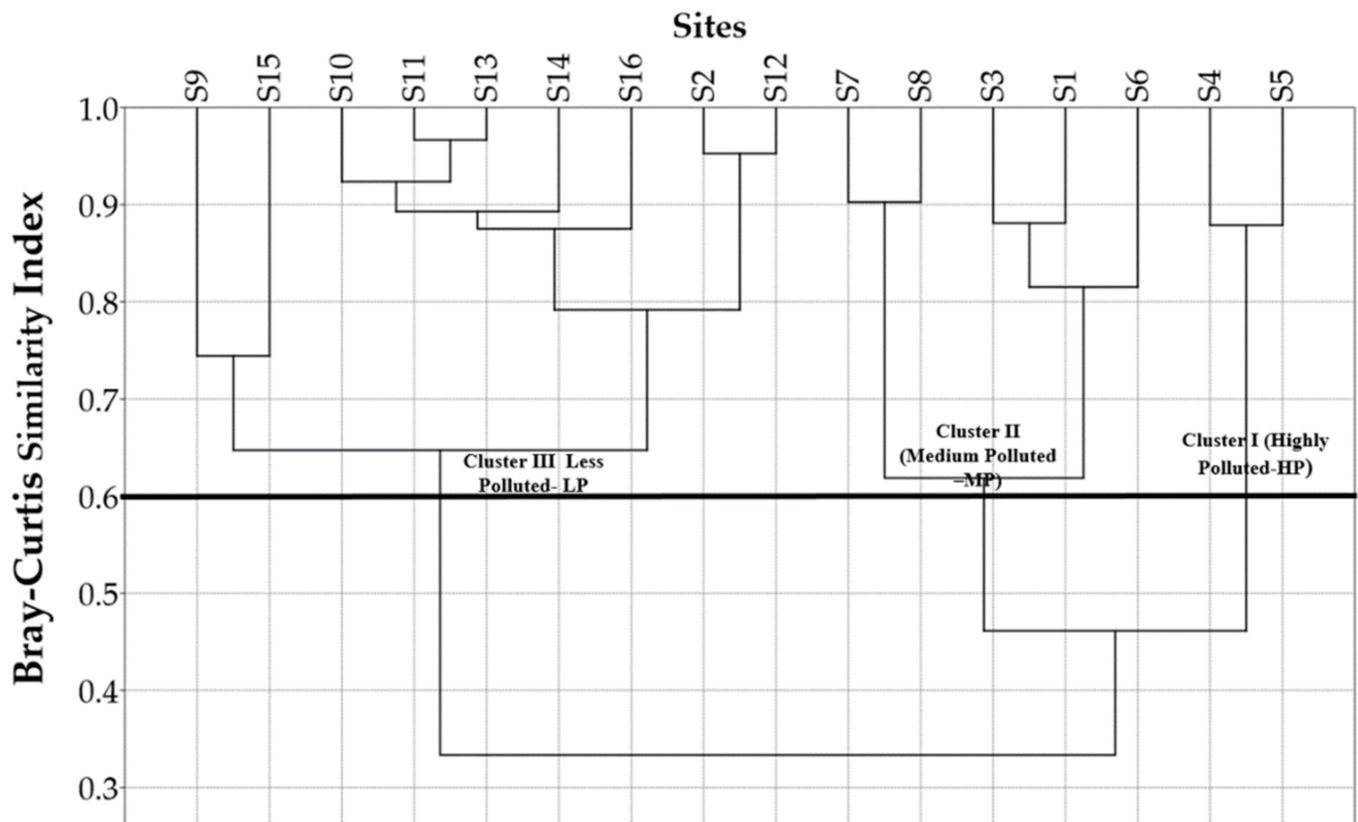 Sites
S9 S15 S10 S11 S13 S14 S16 S2 S12 S7 S8 S3 S1 S6 S4 S5
Bray-Curtis Similarity Index
1.0
0.9
0.8
0.7
0.6
0.5
0.4
0.3
Cluster III Less
Polluted- LP
Cluster II
(Medium Polluted
–MP)
Cluster I (Highly
Polluted-HP)